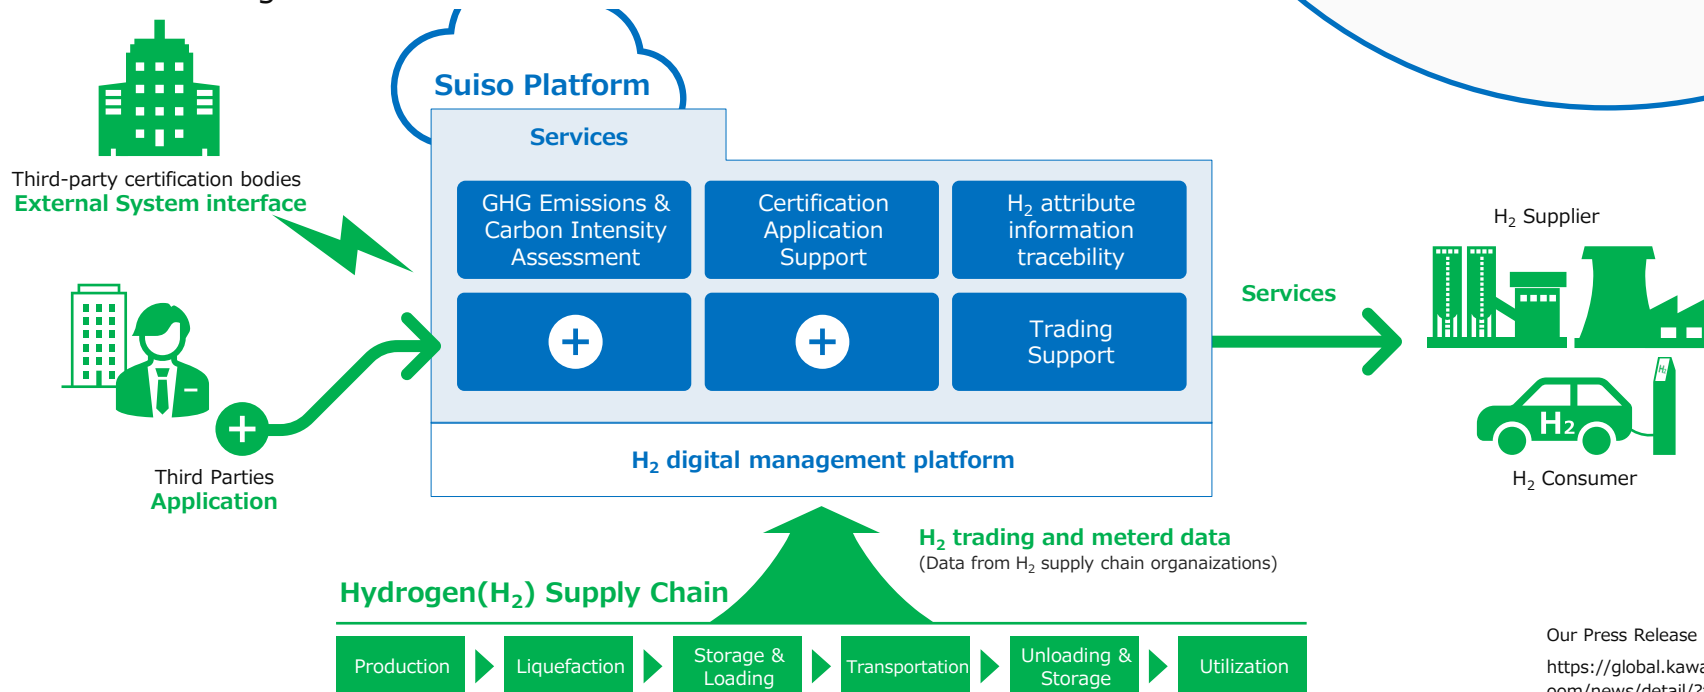 Suiso Platform
Services
Third-party certification bodies
External System interface
GHG Emissions &
Carbon Intensity
Assessment
Certification
Application
Support
H₂ attribute
information
tracebility
+
+
Trading
Support
H₂ digital management platform
+
Third Parties
Application
Services
H₂ Supplier
H₂
H₂
H₂ Consumer
H₂ trading and meterd data
(Data from H₂ supply chain organaizations)
Hydrogen(H₂) Supply Chain
Production
Liquefaction
Storage &
Loading
Transportation
Unloading &
Storage
Utilization
Our Press Release
https://global.kawa